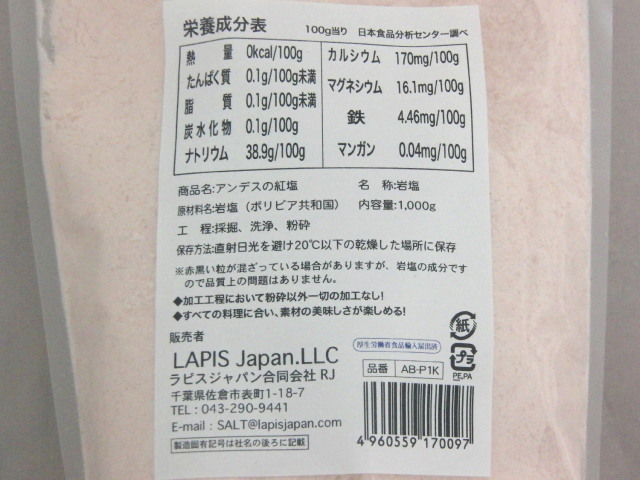 栄養成分表 100g当り 日本食品分析センター調べ
熱量 0kcal/100g
たんぱく質 0.1g/100g未満
脂質 0.1g/100g未満
炭水化物 0.1g/100g
ナトリウム 38.9g/100g
カルシウム 170mg/100g
マグネシウム 16.1mg/100g
鉄 4.46mg/100g
マンガン 0.04mg/100g
商品名:アンデスの紅塩 名称:岩塩
原材料名:岩塩（ボリビア共和国） 内容量:1,000g
工程:採掘、洗浄、粉砕
保存方法:直射日光を避け20℃以下の乾燥した場所に保存
※赤黒い粒が混ざっている場合がありますが、岩塩の成分ですので品質上の問題はありません。
◆加工工程において粉砕以外一切の加工なし!
◆すべての料理に合い、素材の美味しさが楽しめる!
販売者
LAPIS Japan.LLC
ラピスジャパン合同会社 RJ
千葉県佐倉市表町1-18-7
TEL : 043-290-9441
E-mail : SALT@lapisjapan.com
製造固有記号は社名の後ろに記載
厚生労働省食品輸入届出済
品番 AB-P1K
紙
プラ
PE,PA
4960559170097